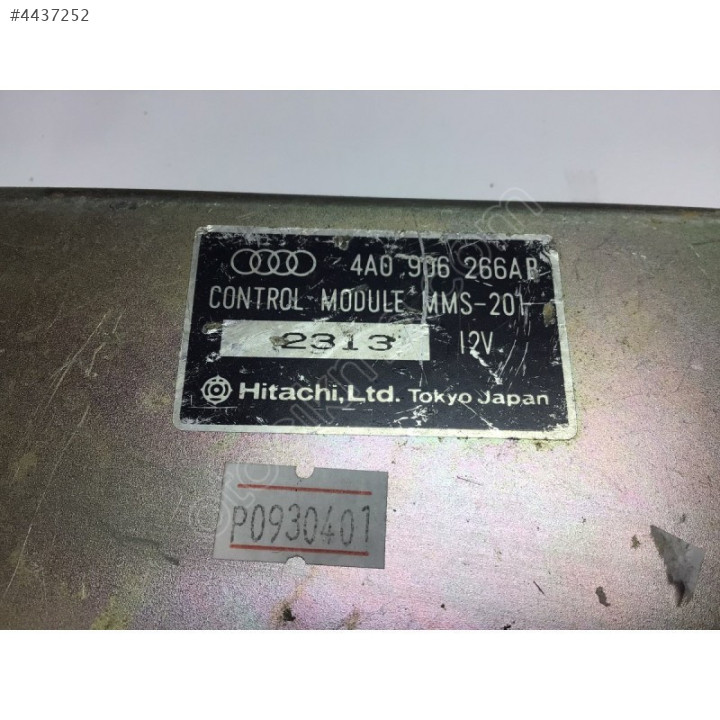 #4437252
4A0 906 266AB
CONTROL MODULE MMS-201
2313 12V
Hitachi, Ltd. Tokyo Japan
P0930401